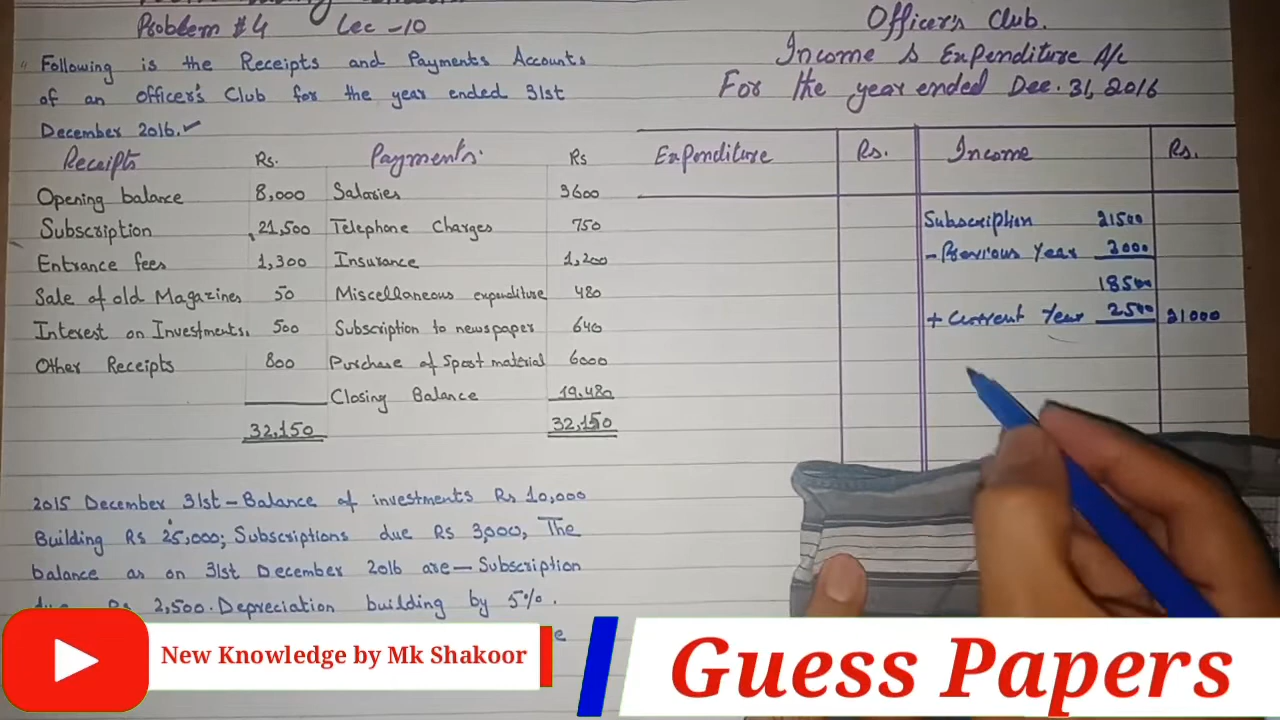 Problem #4 Lec -10
" Following is the Receipts and Payments Accounts
of an Officer's Club for the year ended 31st
December 2016.
Receipts Rs. Payments. Rs
Opening balance 8,000 Salaries 3600
Subscription 21,500 Telephone Charges 750
Entrance fees 1,300 Insurance 1,200
Sale of old Magazines 50 Miscellaneous expenditure 480
Interest on Investments. 500 Subscription to newspaper 640
Other Receipts 800 Purchase of Sport material 6000
Closing Balance 19,480
32,150 32,150
2015 December 31st - Balance of investments Rs 10,000
Building Rs 25,000; Subscriptions due Rs 3,000, The
balance as on 31st December 2016 are - Subscription
Rs 2,500. Depreciation building by 5%.
Officer's Club.
Income & Expenditure A/c
For the year ended Dec. 31, 2016
Expenditure Rs. Income Rs.
Subscription 21500
- Previous Year 3000
18500
+ Current Year 2500 21000
New Knowledge by Mk Shakoor
Guess Papers